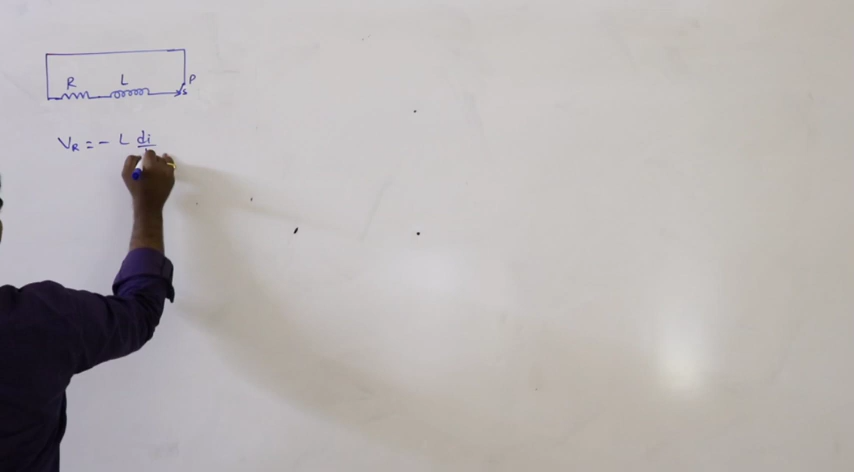 R L P
S
V_R = - L di